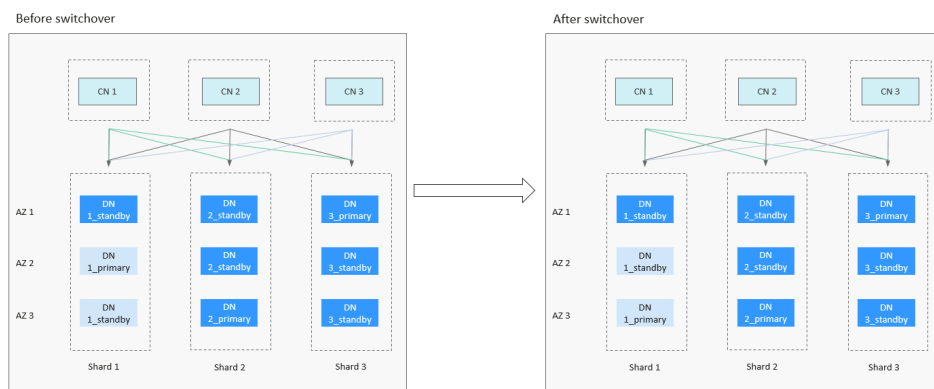 Before switchover
After switchover
CN 1
CN 2
CN 3
CN 1
CN 2
CN 3
AZ 1
DN
1_standby
DN
2_standby
DN
3_primary
AZ 2
DN
1_primary
DN
2_standby
DN
3_standby
AZ 3
DN
1_standby
DN
2_primary
DN
3_standby
Shard 1
Shard 2
Shard 3
AZ 1
DN
1_standby
DN
2_standby
DN
3_primary
AZ 2
DN
1_standby
DN
2_standby
DN
3_standby
AZ 3
DN
1_primary
DN
2_primary
DN
3_standby
Shard 1
Shard 2
Shard 3